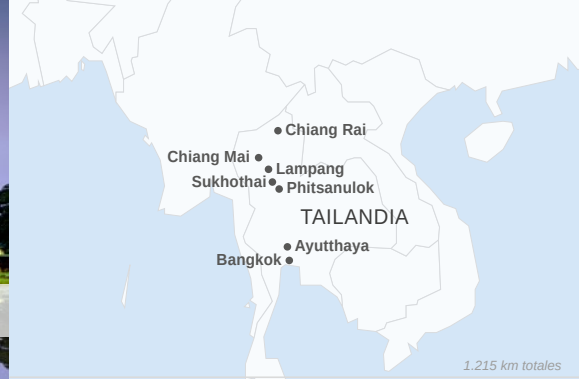 Chiang Rai
Chiang Mai
Lampang
Sukhothai
Phitsanulok
TAILANDIA
Ayutthaya
Bangkok
1.215 km totales